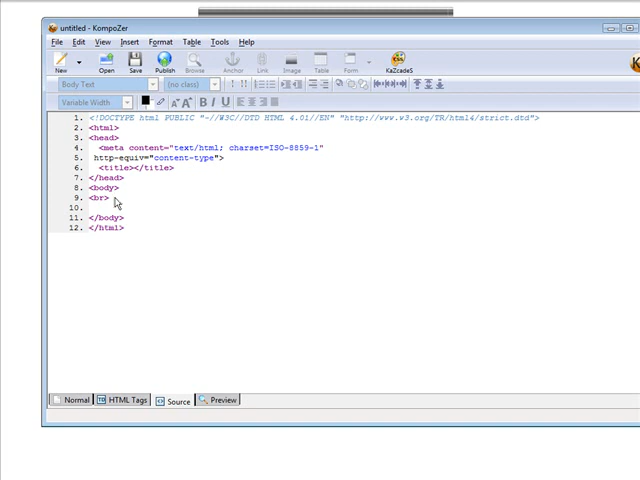 untitled - KompoZer
File Edit View Insert Format Table Tools Help
New Open Save Publish Browse Anchor Link Image Table Form KaZcadeS
Body Text (no class)
Variable Width B I U
1. <!DOCTYPE html PUBLIC "-//W3C//DTD HTML 4.01//EN" "http://www.w3.org/TR/html4/strict.dtd">
2. <html>
3. <head>
4. <meta content="text/html; charset=ISO-8859-1"
5. http-equiv="content-type">
6. <title></title>
7. </head>
8. <body>
9. <br>
10.
11. </body>
12. </html>
Normal HTML Tags Source Preview